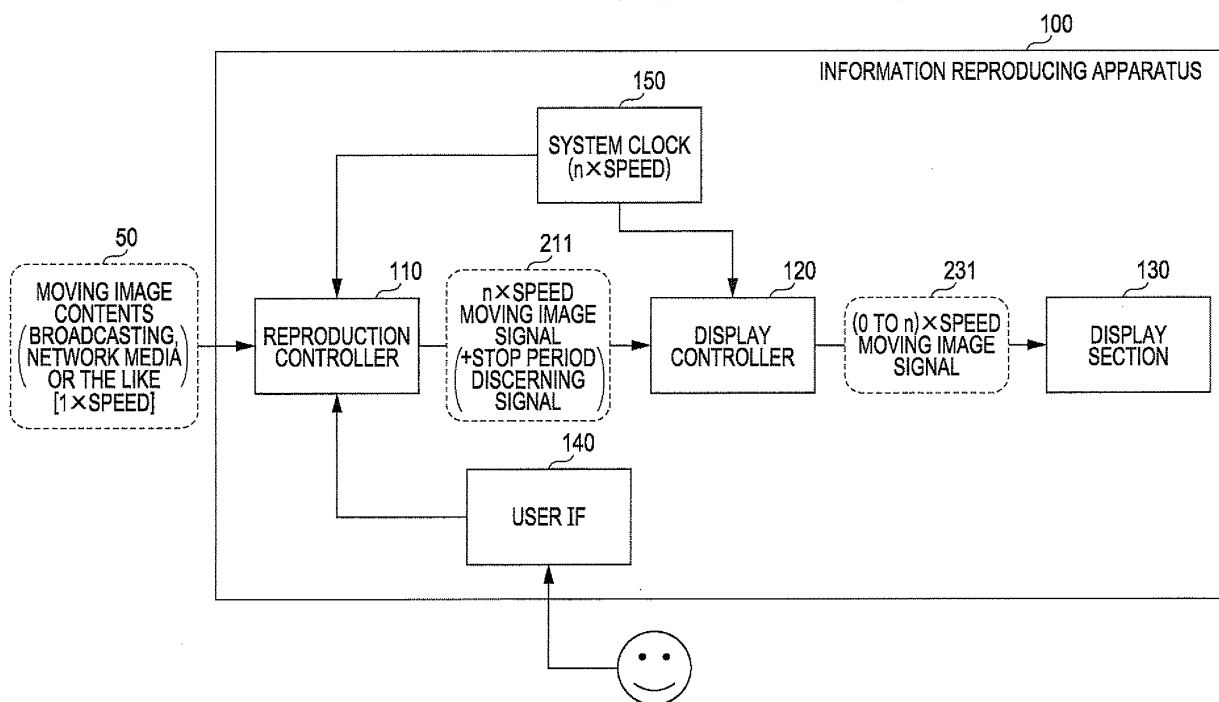 100
INFORMATION REPRODUCING APPARATUS
150
SYSTEM CLOCK
(n×SPEED)
50
MOVING IMAGE
CONTENTS
(BROADCASTING,
NETWORK MEDIA
OR THE LIKE)
[1×SPEED]
110
REPRODUCTION
CONTROLLER
211
n×SPEED
MOVING IMAGE
SIGNAL
(+STOP PERIOD
DISCERNING
SIGNAL)
120
DISPLAY
CONTROLLER
231
(0 TO n)×SPEED
MOVING IMAGE
SIGNAL
130
DISPLAY
SECTION
140
USER IF